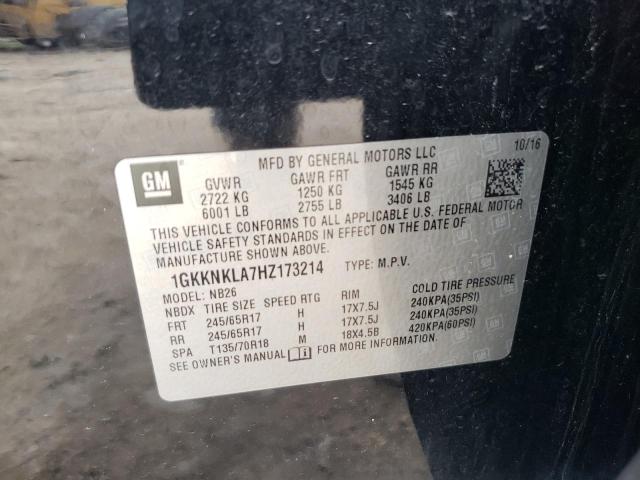 GM
MFD BY GENERAL MOTORS LLC
10/16
GVWR GAWR FRT GAWR RR
2722 KG 1250 KG 1545 KG
6001 LB 2755 LB 3406 LB
THIS VEHICLE CONFORMS TO ALL APPLICABLE U.S. FEDERAL MOTOR
VEHICLE SAFETY STANDARDS IN EFFECT ON THE DATE OF
MANUFACTURE SHOWN ABOVE.
1GKKNKLA7HZ173214 TYPE: M.P.V.
MODEL: NB26
NBDX TIRE SIZE SPEED RTG RIM COLD TIRE PRESSURE
FRT 245/65R17 H 17X7.5J 240KPA(35PSI)
RR 245/65R17 H 17X7.5J 240KPA(35PSI)
SPA T135/70R18 M 18X4.5B 420KPA(60PSI)
SEE OWNER'S MANUAL FOR MORE INFORMATION.